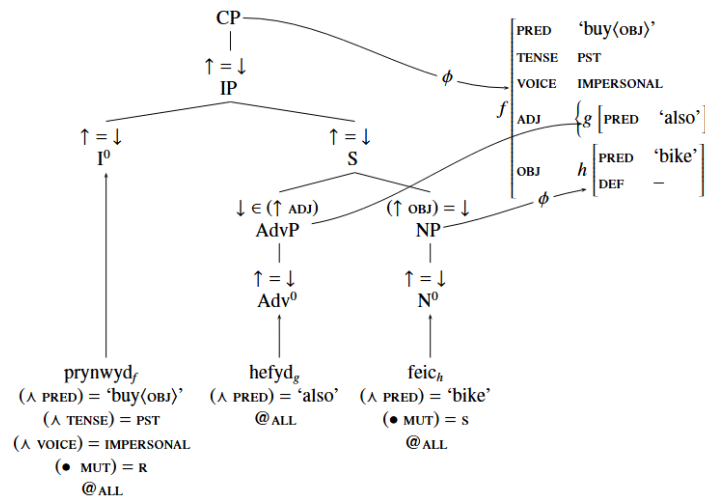 CP
↑ = ↓
IP
↑ = ↓ ↑ = ↓
I⁰ S
↓ ∈ (↑ ADJ) (↑ OBJ) = ↓
AdvP NP
↑ = ↓ ↑ = ↓
Adv⁰ N⁰
prynwyd_f hefyd_g feic_h
(⋏ PRED) = ‘buy⟨OBJ⟩’ (⋏ PRED) = ‘also’ (⋏ PRED) = ‘bike’
(⋏ TENSE) = PST @ALL (● MUT) = S
(⋏ VOICE) = IMPERSONAL @ALL
(● MUT) = R
@ALL
ϕ
PRED ‘buy⟨OBJ⟩’
TENSE PST
VOICE IMPERSONAL
f ADJ {g [PRED ‘also’]
OBJ h [PRED ‘bike’
DEF −]
ϕ